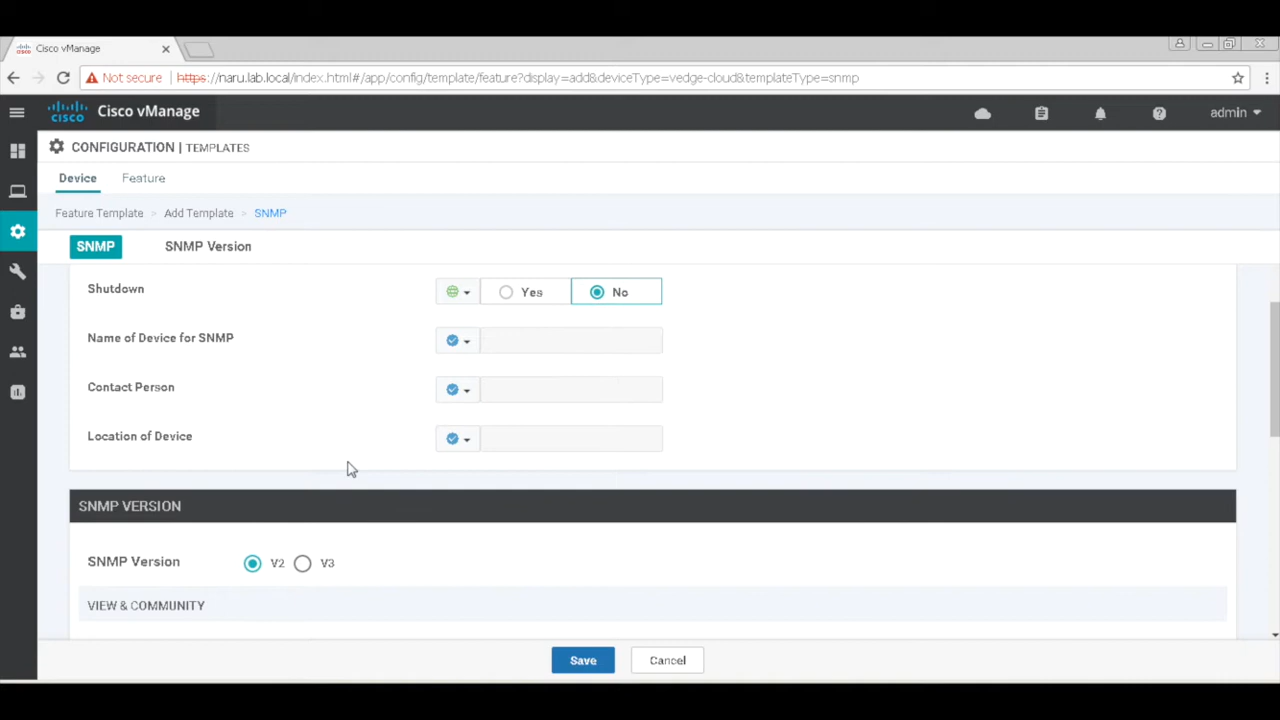 Cisco vManage
Not secure https://naru.lab.local/index.html#/app/config/template/feature?display=add&deviceType=vedge-cloud&templateType=snmp
CISCO Cisco vManage admin
CONFIGURATION | TEMPLATES
Device Feature
Feature Template > Add Template > SNMP
SNMP SNMP Version
Shutdown Yes No
Name of Device for SNMP
Contact Person
Location of Device
SNMP VERSION
SNMP Version V2 V3
VIEW & COMMUNITY
Save Cancel